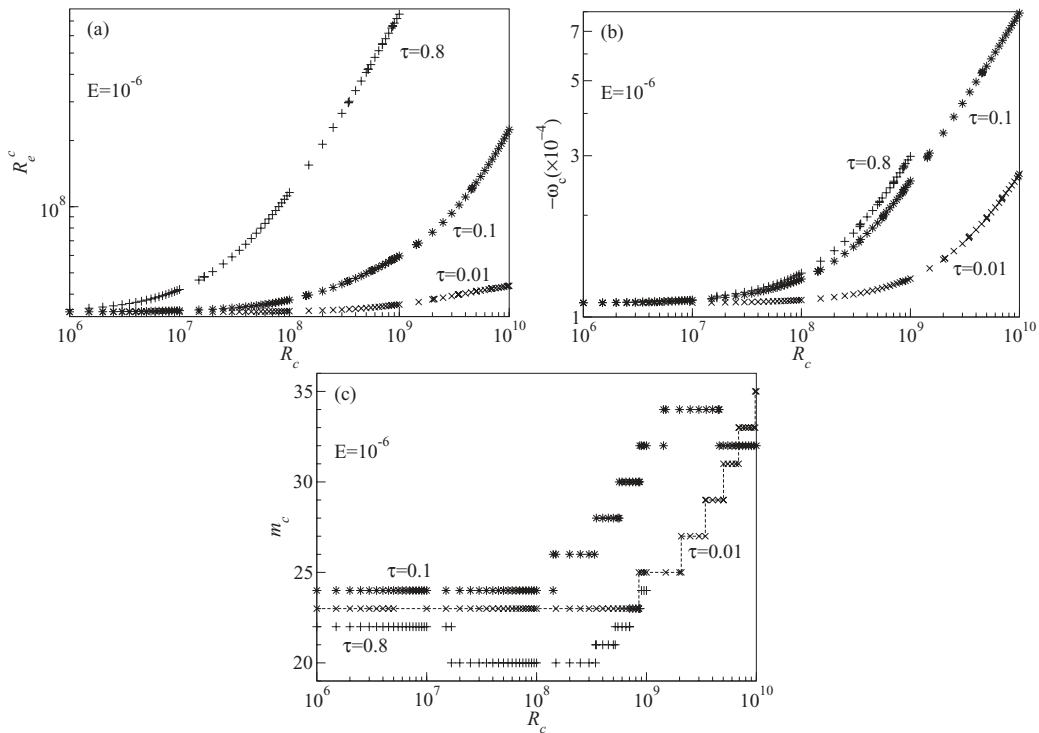 (a)
τ=0.8
E=10⁻⁶
R_e^c
10⁸
τ=0.1
τ=0.01
10⁶ 10⁷ 10⁸ 10⁹ 10¹⁰
R_c
(b)
7
E=10⁻⁶
τ=0.1
−ω_c(×10⁻⁴)
3
τ=0.8
τ=0.01
1
10⁶ 10⁷ 10⁸ 10⁹ 10¹⁰
R_c
(c)
35
E=10⁻⁶
30
m_c
25
τ=0.01
τ=0.1
τ=0.8
20
10⁶ 10⁷ 10⁸ 10⁹ 10¹⁰
R_c